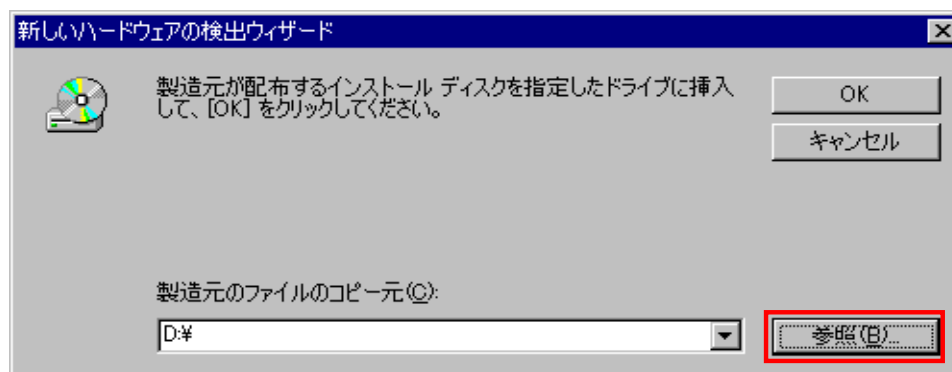 新しいハードウェアの検出ウィザード
製造元が配布するインストール ディスクを指定したドライブに挿入
して、[OK] をクリックしてください。
OK
キャンセル
製造元のファイルのコピー元(C):
D:¥
参照(B)...